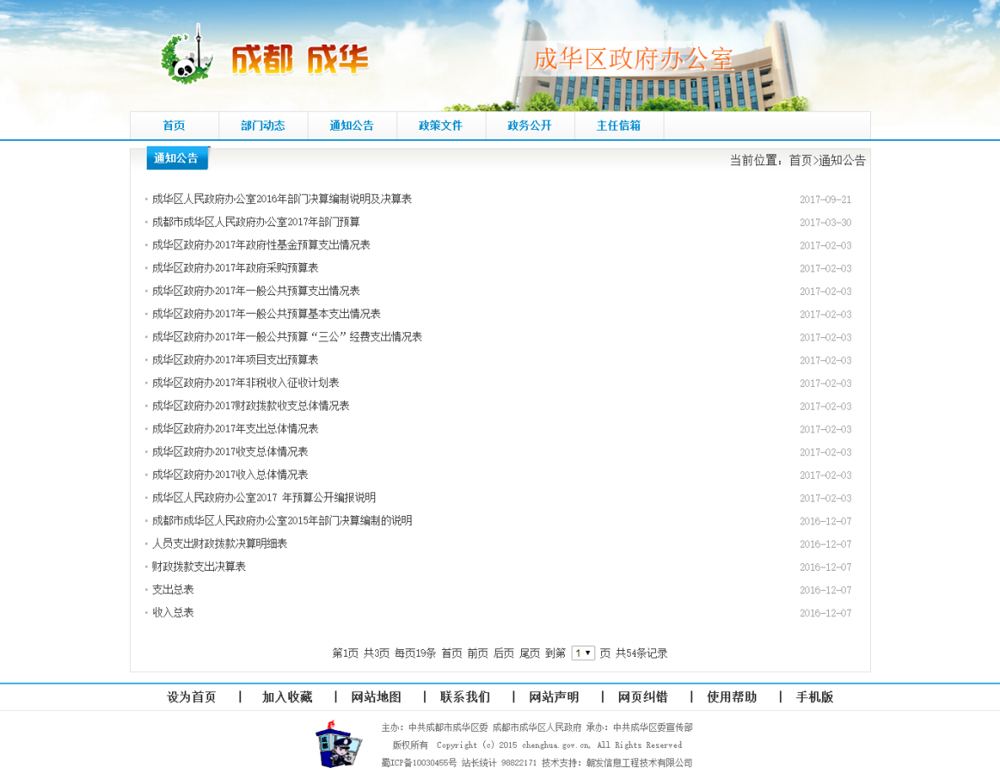 成都 成华
成华区政府办公室
首页 部门动态 通知公告 政策文件 政务公开 主任信箱
通知公告 当前位置：首页>通知公告
成华区人民政府办公室2016年部门决算编制说明及决算表 2017-09-21
成都市成华区人民政府办公室2017年部门预算 2017-03-30
成华区政府办2017年政府性基金预算支出情况表 2017-02-03
成华区政府办2017年政府采购预算表 2017-02-03
成华区政府办2017年一般公共预算支出情况表 2017-02-03
成华区政府办2017年一般公共预算基本支出情况表 2017-02-03
成华区政府办2017年一般公共预算“三公”经费支出情况表 2017-02-03
成华区政府办2017年项目支出预算表 2017-02-03
成华区政府办2017年非税收入征收计划表 2017-02-03
成华区政府办2017财政拨款收支总体情况表 2017-02-03
成华区政府办2017年支出总体情况表 2017-02-03
成华区政府办2017收支总体情况表 2017-02-03
成华区政府办2017收入总体情况表 2017-02-03
成华区人民政府办公室2017 年预算公开编报说明 2017-02-03
成都市成华区人民政府办公室2015年部门决算编制的说明 2016-12-07
人员支出财政拨款决算明细表 2016-12-07
财政拨款支出决算表 2016-12-07
支出总表 2016-12-07
收入总表 2016-12-07
第1页 共3页 每页19条 首页 前页 后页 尾页 到第 1 页 共54条记录
设为首页 | 加入收藏 | 网站地图 | 联系我们 | 网站声明 | 网页纠错 | 使用帮助 | 手机版
主办：中共成都市成华区委 成都市成华区人民政府 承办：中共成华区委宣传部
版权所有 Copyright (c) 2015 chenghua.gov.cn, All Rights Reserved
蜀ICP备10030455号 站长统计 98822171 技术支持：朝发信息工程技术有限公司